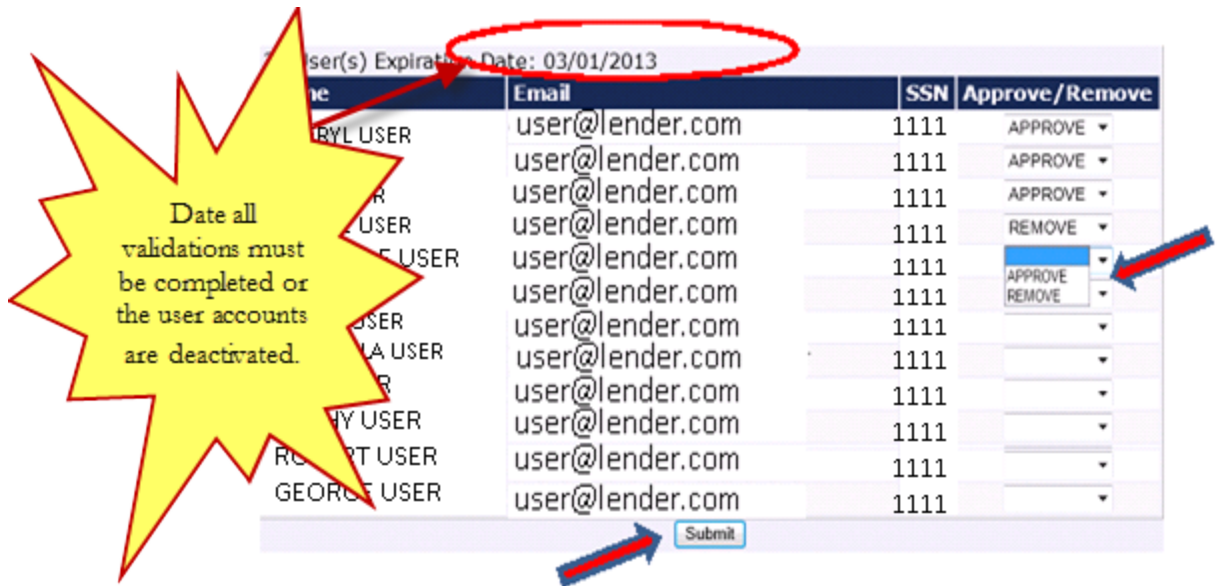 User(s) Expiration Date: 03/01/2013
Email SSN Approve/Remove
USER user@lender.com 1111 APPROVE
user@lender.com 1111 APPROVE
user@lender.com 1111 APPROVE
USER user@lender.com 1111 REMOVE
USER user@lender.com 1111
APPROVE
REMOVE
user@lender.com 1111
USER user@lender.com 1111
USER user@lender.com 1111
user@lender.com 1111
USER user@lender.com 1111
USER user@lender.com 1111
GEORGE USER user@lender.com 1111
Submit
Date all
validations must
be completed or
the user accounts
are deactivated.